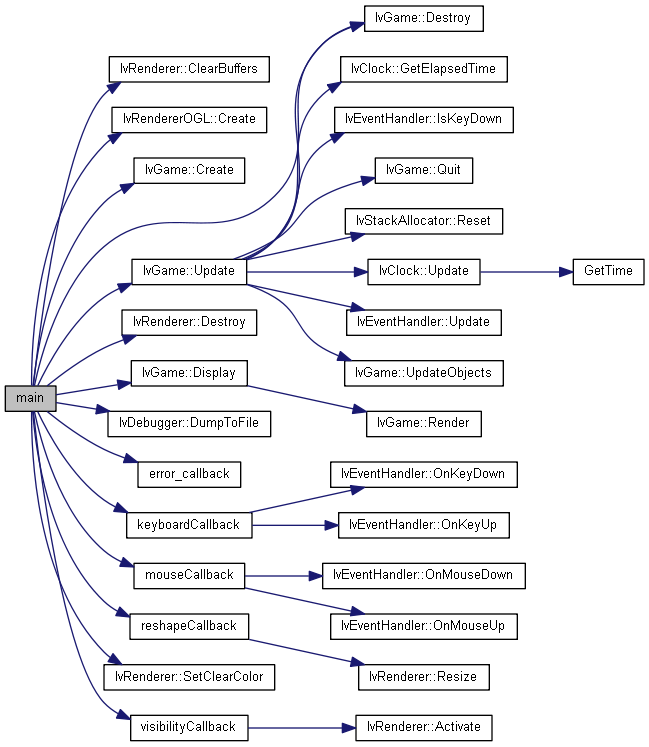 lvGame::Destroy
lvRenderer::ClearBuffers
lvClock::GetElapsedTime
lvRendererOGL::Create
lvEventHandler::IsKeyDown
lvGame::Create
lvGame::Quit
lvStackAllocator::Reset
lvGame::Update
lvClock::Update
GetTime
lvRenderer::Destroy
lvEventHandler::Update
lvGame::Display
lvGame::UpdateObjects
main
lvDebugger::DumpToFile
lvGame::Render
error_callback
lvEventHandler::OnKeyDown
keyboardCallback
lvEventHandler::OnKeyUp
mouseCallback
lvEventHandler::OnMouseDown
reshapeCallback
lvEventHandler::OnMouseUp
lvRenderer::SetClearColor
lvRenderer::Resize
visibilityCallback
lvRenderer::Activate